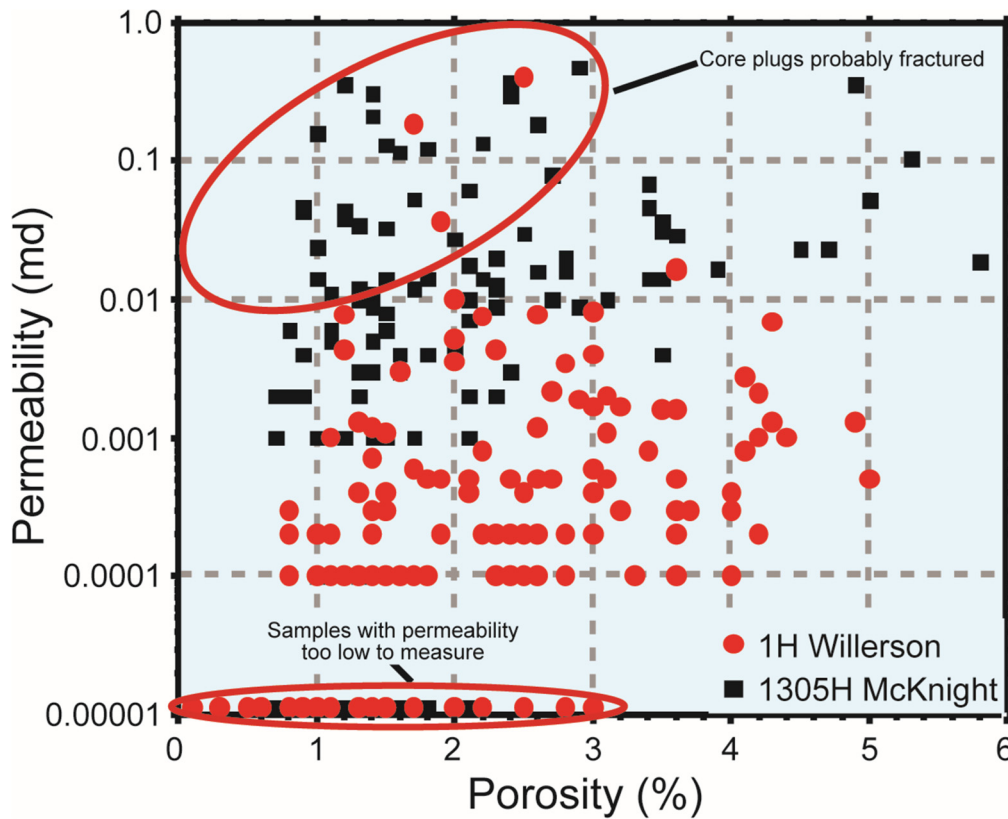 1.0
0.1
0.01
0.001
0.0001
0.00001
Permeability (md)
Core plugs probably fractured
Samples with permeability
too low to measure
1H Willerson
1305H McKnight
0 1 2 3 4 5 6
Porosity (%)